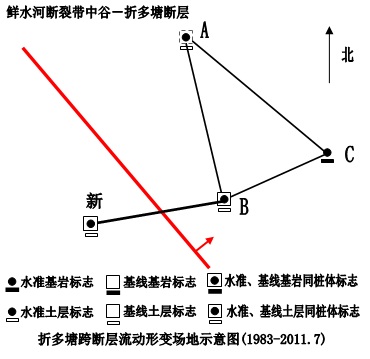 鲜水河断裂带中谷－折多塘断层
A
北
C
新
B
水准基岩标志 基线基岩标志 水准、基线基岩同桩体标志
水准土层标志 基线土层标志 水准、基线土层同桩体标志
折多塘跨断层流动形变场地示意图(1983-2011.7)